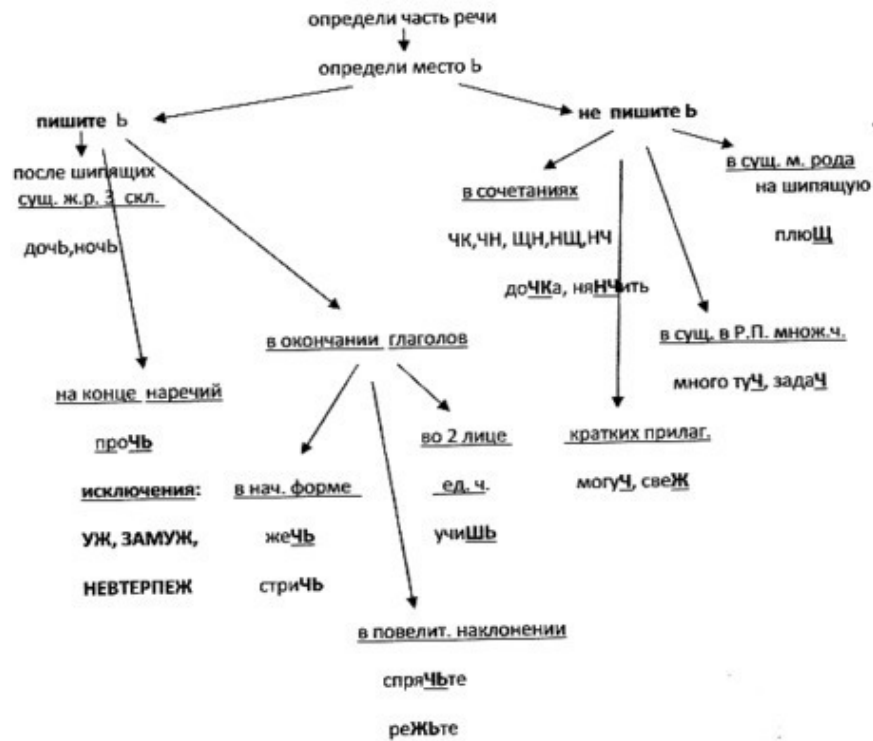 определи часть речи
определи место Ь
пишите Ь
не пишите Ь
после шипящих
сущ. ж.р. 3 скл.
дочЬ,ночЬ
на конце наречий
проЧЬ
исключения:
УЖ, ЗАМУЖ,
НЕВТЕРПЕЖ
в окончании глаголов
в нач. форме
жеЧЬ
стриЧЬ
во 2 лице
ед. ч.
учиШЬ
в повелит. наклонении
спряЧЬте
реЖЬте
в сочетаниях
ЧК,ЧН, ЩН,НЩ,НЧ
доЧКа, няНЧить
кратких прилаг.
могуЧ, свеЖ
в сущ. в Р.П. множ.ч.
много туЧ, задаЧ
в сущ. м. рода
на шипящую
плюЩ